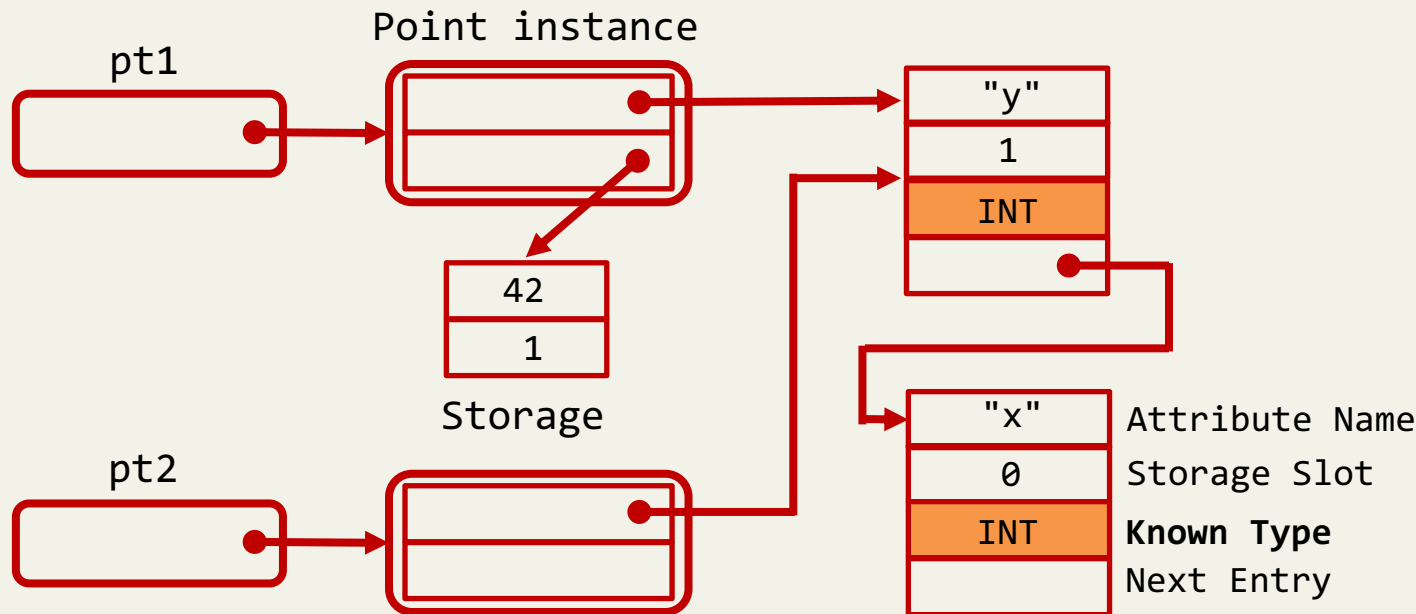 Point instance
pt1
"y"
1
INT
42
1
Storage
"x" Attribute Name
0 Storage Slot
INT Known Type
Next Entry
pt2